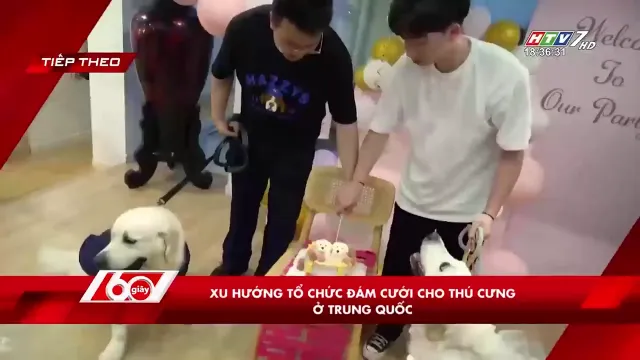 TIẾP THEO
HTV7 HD
18:36:31
Welcome
To
Our Party
MAZZYS
60 giây
XU HƯỚNG TỔ CHỨC ĐÁM CƯỚI CHO THÚ CƯNG
Ở TRUNG QUỐC